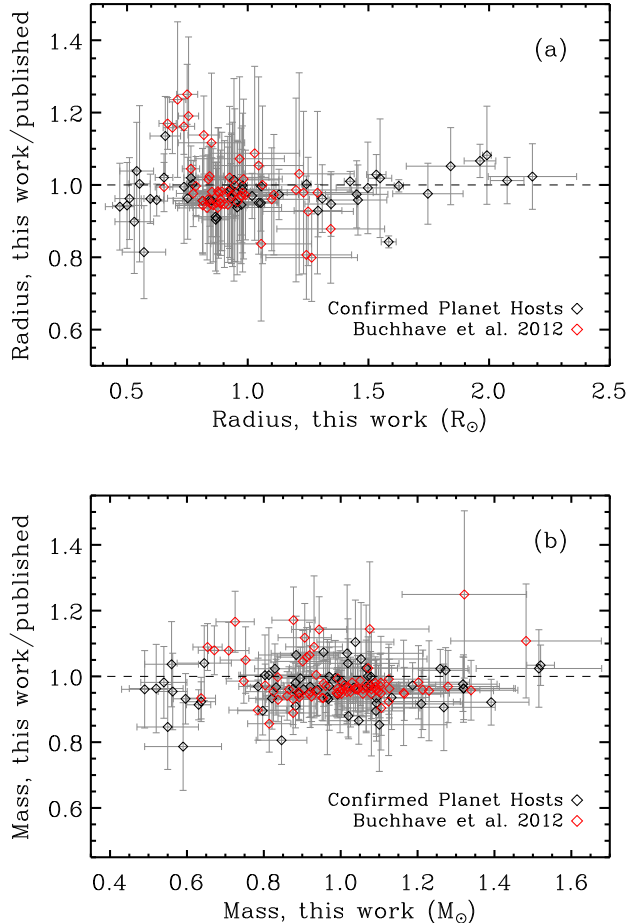 1.4
(a)
1.2
1.0
0.8
0.6
Radius, this work/published
Confirmed Planet Hosts
Buchhave et al. 2012
0.5 1.0 1.5 2.0 2.5
Radius, this work (R☉)
1.4
(b)
1.2
1.0
0.8
0.6
Mass, this work/published
Confirmed Planet Hosts
Buchhave et al. 2012
0.4 0.6 0.8 1.0 1.2 1.4 1.6
Mass, this work (M☉)